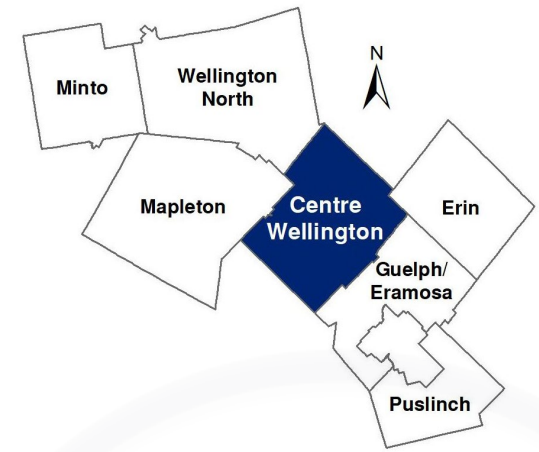 N
Minto
Wellington
North
Mapleton
Centre
Wellington
Erin
Guelph/
Eramosa
Puslinch